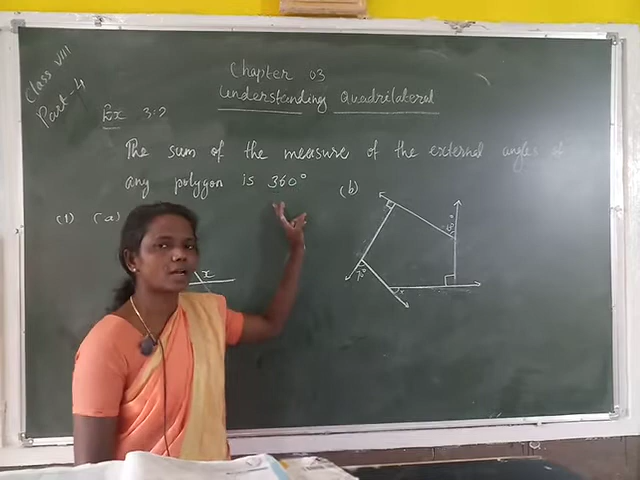 Class VIII
Part-4
Chapter 03
Understanding Quadrilateral
Ex 3.2
The sum of the measure of the external angles of
any polygon is 360°
(1) (a)
(b)
x
70°
x